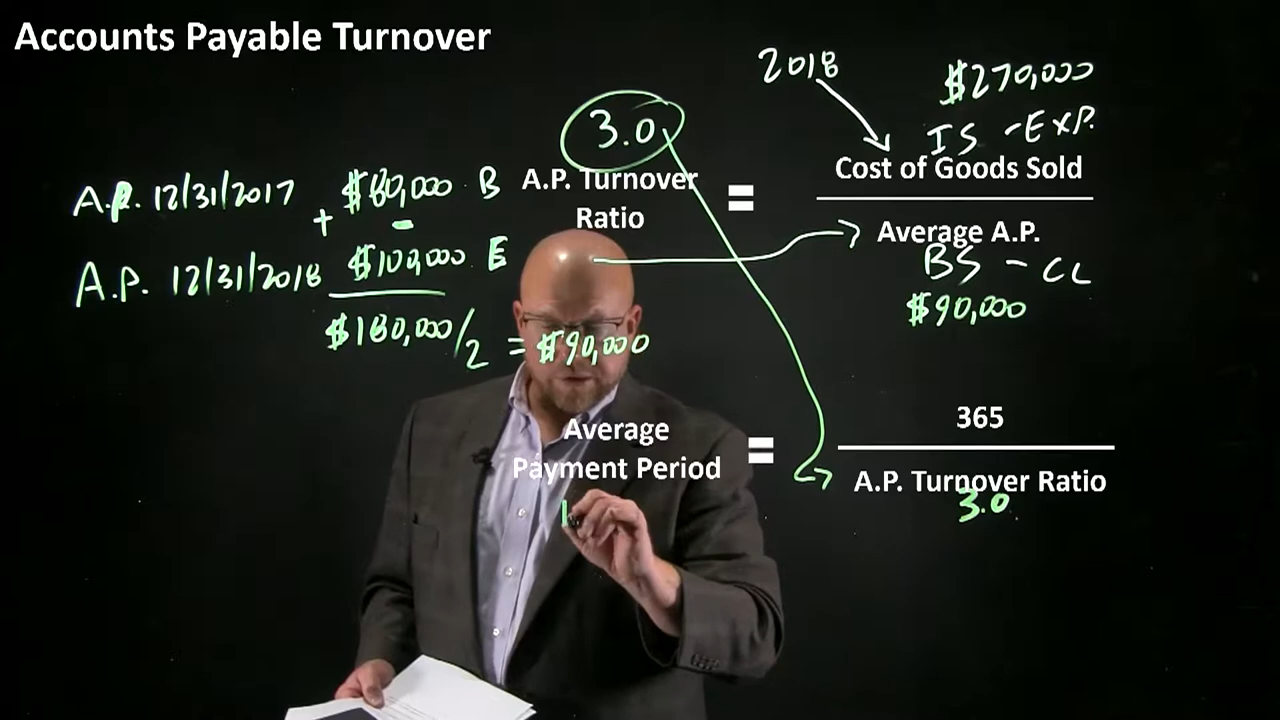 Accounts Payable Turnover
2018
$270,000
IS - EXP.
3.0
Cost of Goods Sold
A.P. 12/31/2017 + $80,000 B
A.P. Turnover
Ratio
=
Average A.P.
BS - CL
$90,000
A.P. 12/31/2018 $100,000 E
$180,000/2 = $90,000
Average
Payment Period
=
365
A.P. Turnover Ratio
3.0
1